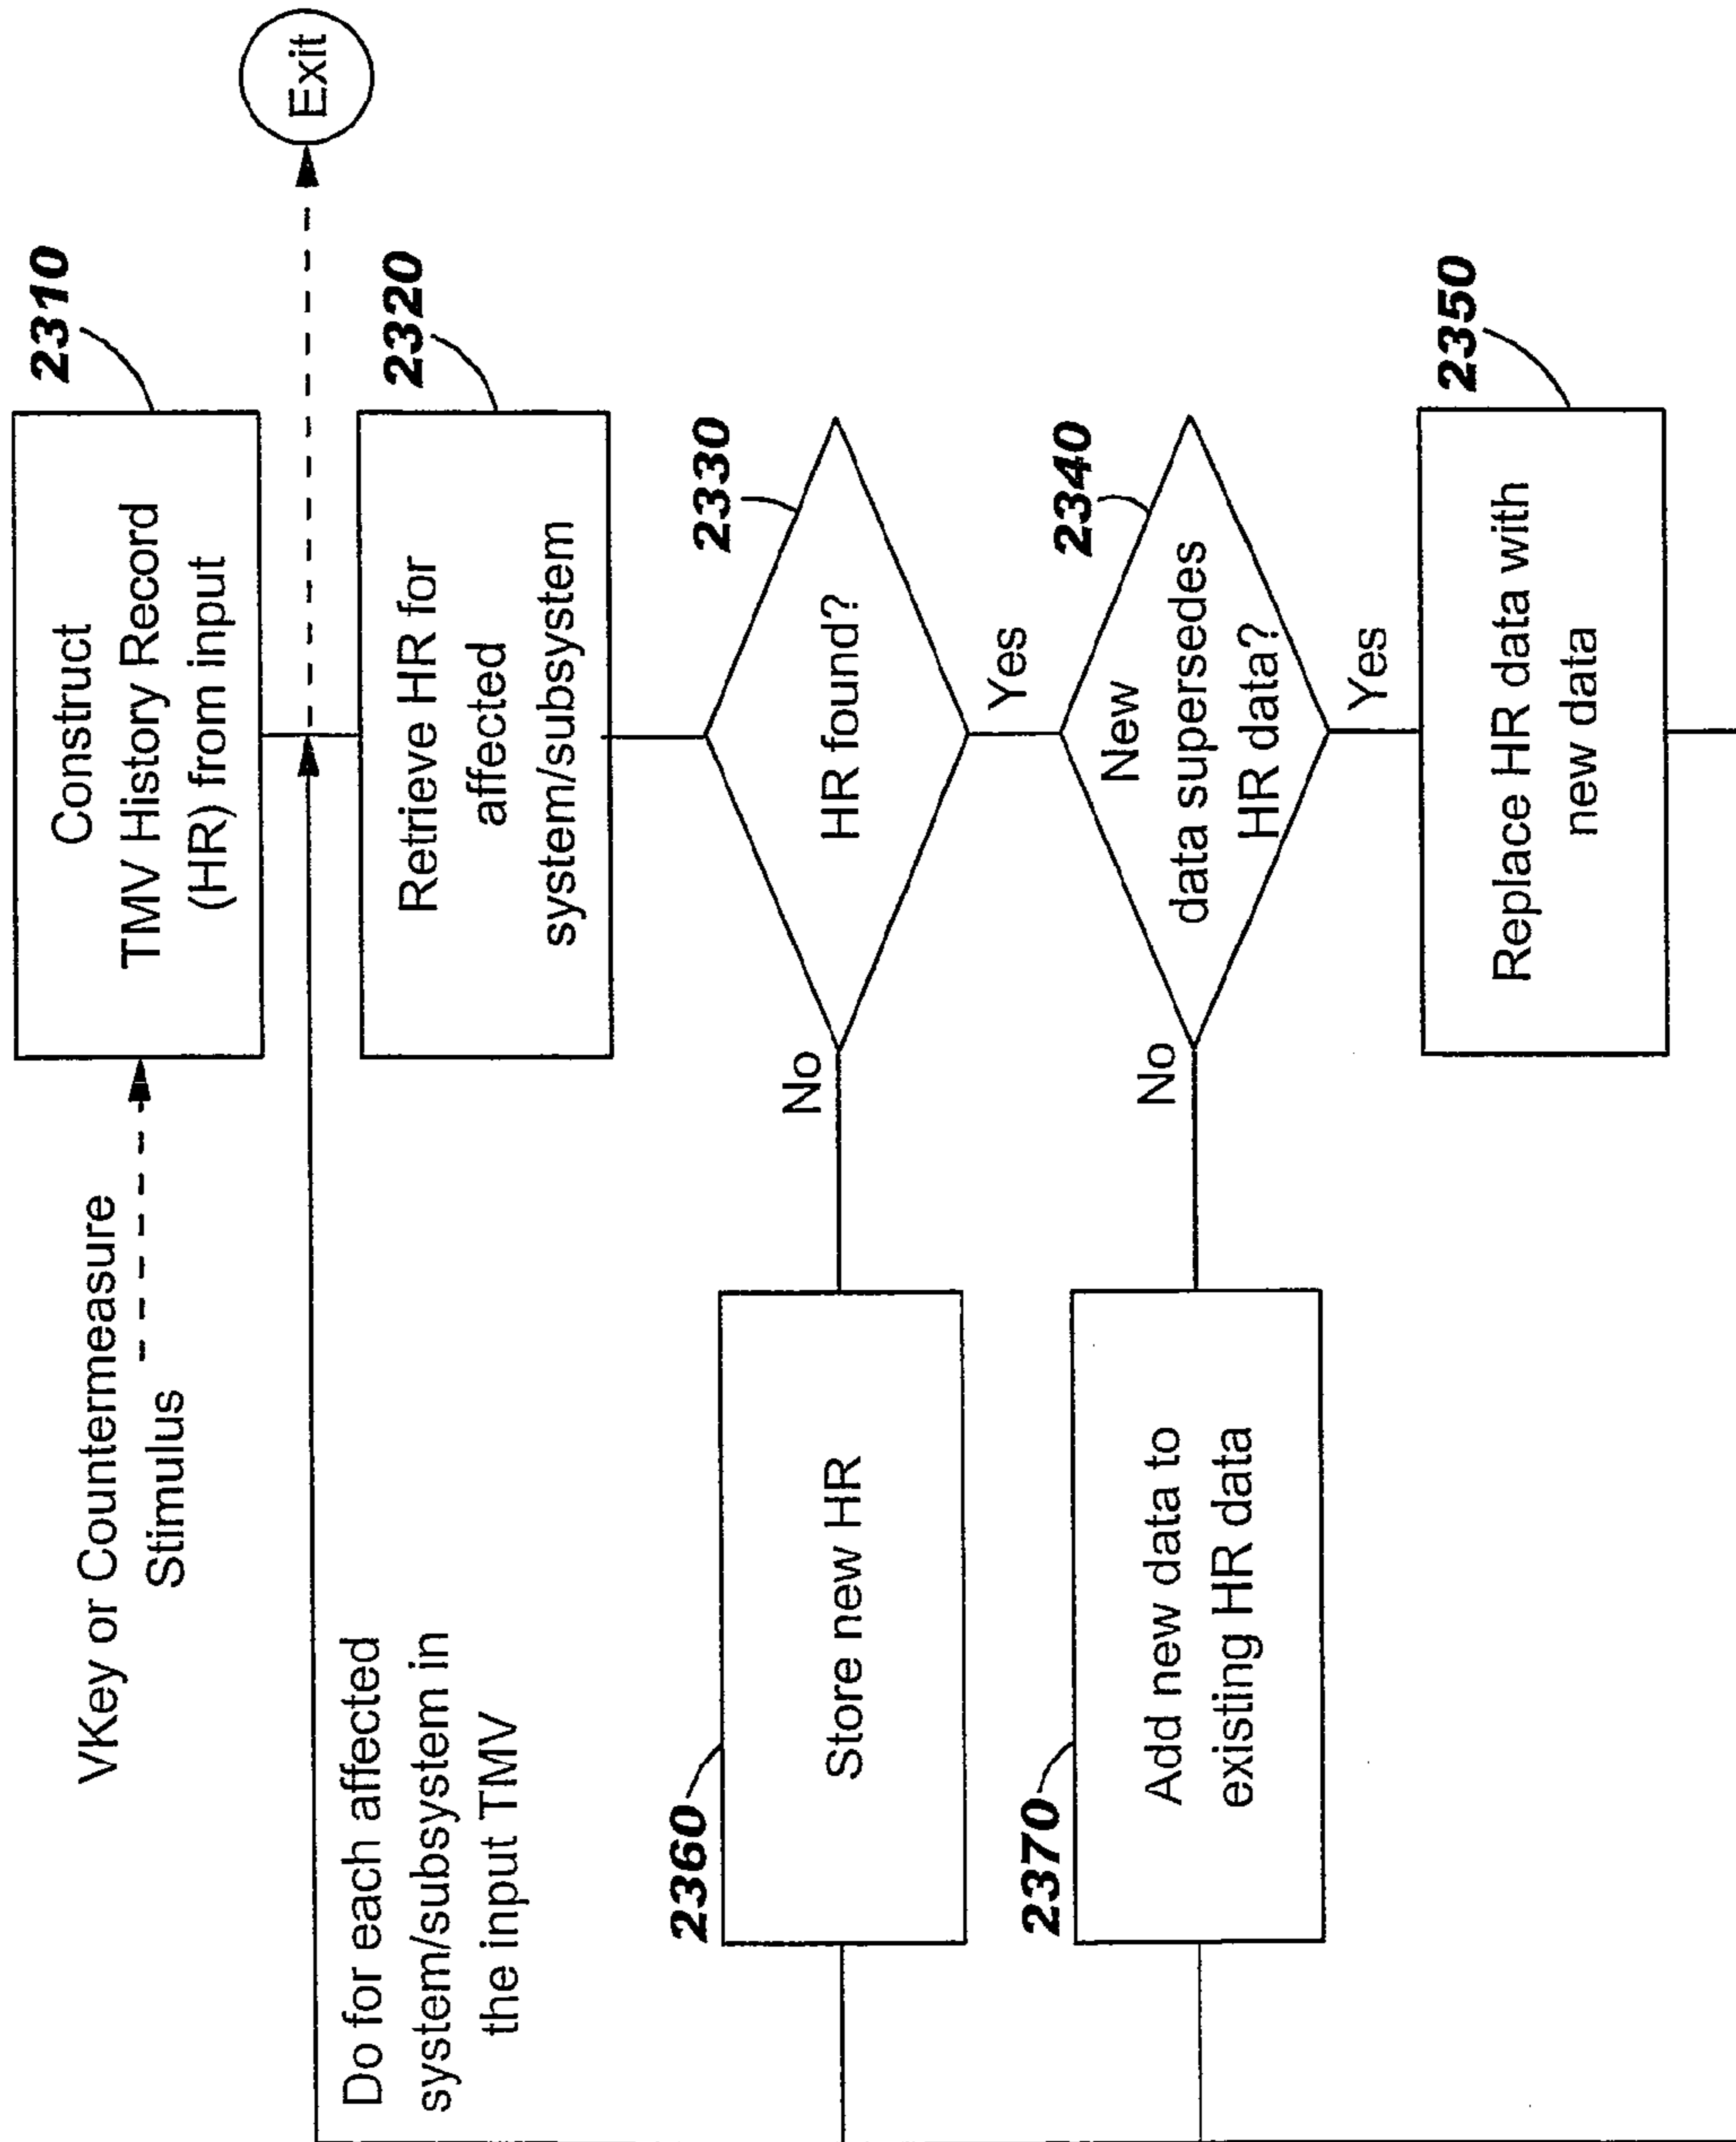 VKey or Countermeasure
Stimulus
Construct
TMV History Record
(HR) from input
2310
Exit
Do for each affected
system/subsystem in
the input TMV
Retrieve HR for
affected
system/subsystem
2320
HR found?
2330
No
Yes
2360
Store new HR
New
data supersedes
HR data?
2340
No
Yes
2370
Add new data to
existing HR data
Replace HR data with
new data
2350